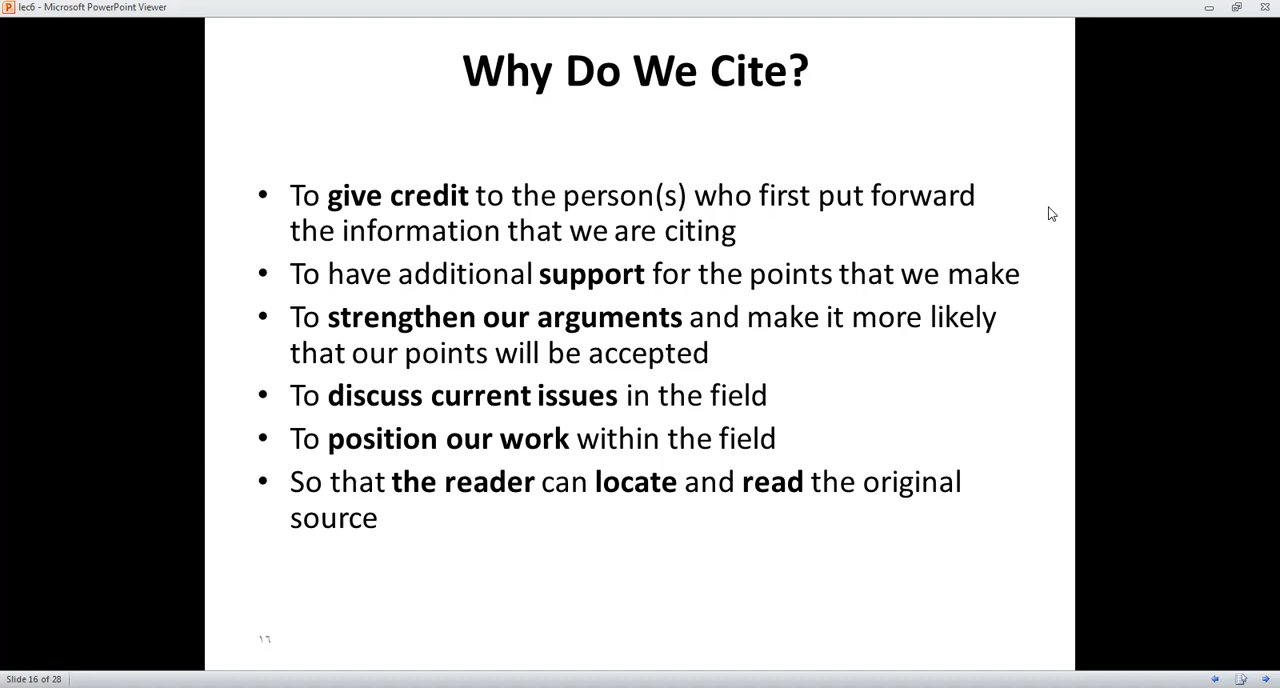 lec6 - Microsoft PowerPoint Viewer
Why Do We Cite?
• To give credit to the person(s) who first put forward
the information that we are citing
• To have additional support for the points that we make
• To strengthen our arguments and make it more likely
that our points will be accepted
• To discuss current issues in the field
• To position our work within the field
• So that the reader can locate and read the original
source
١٦
Slide 16 of 28